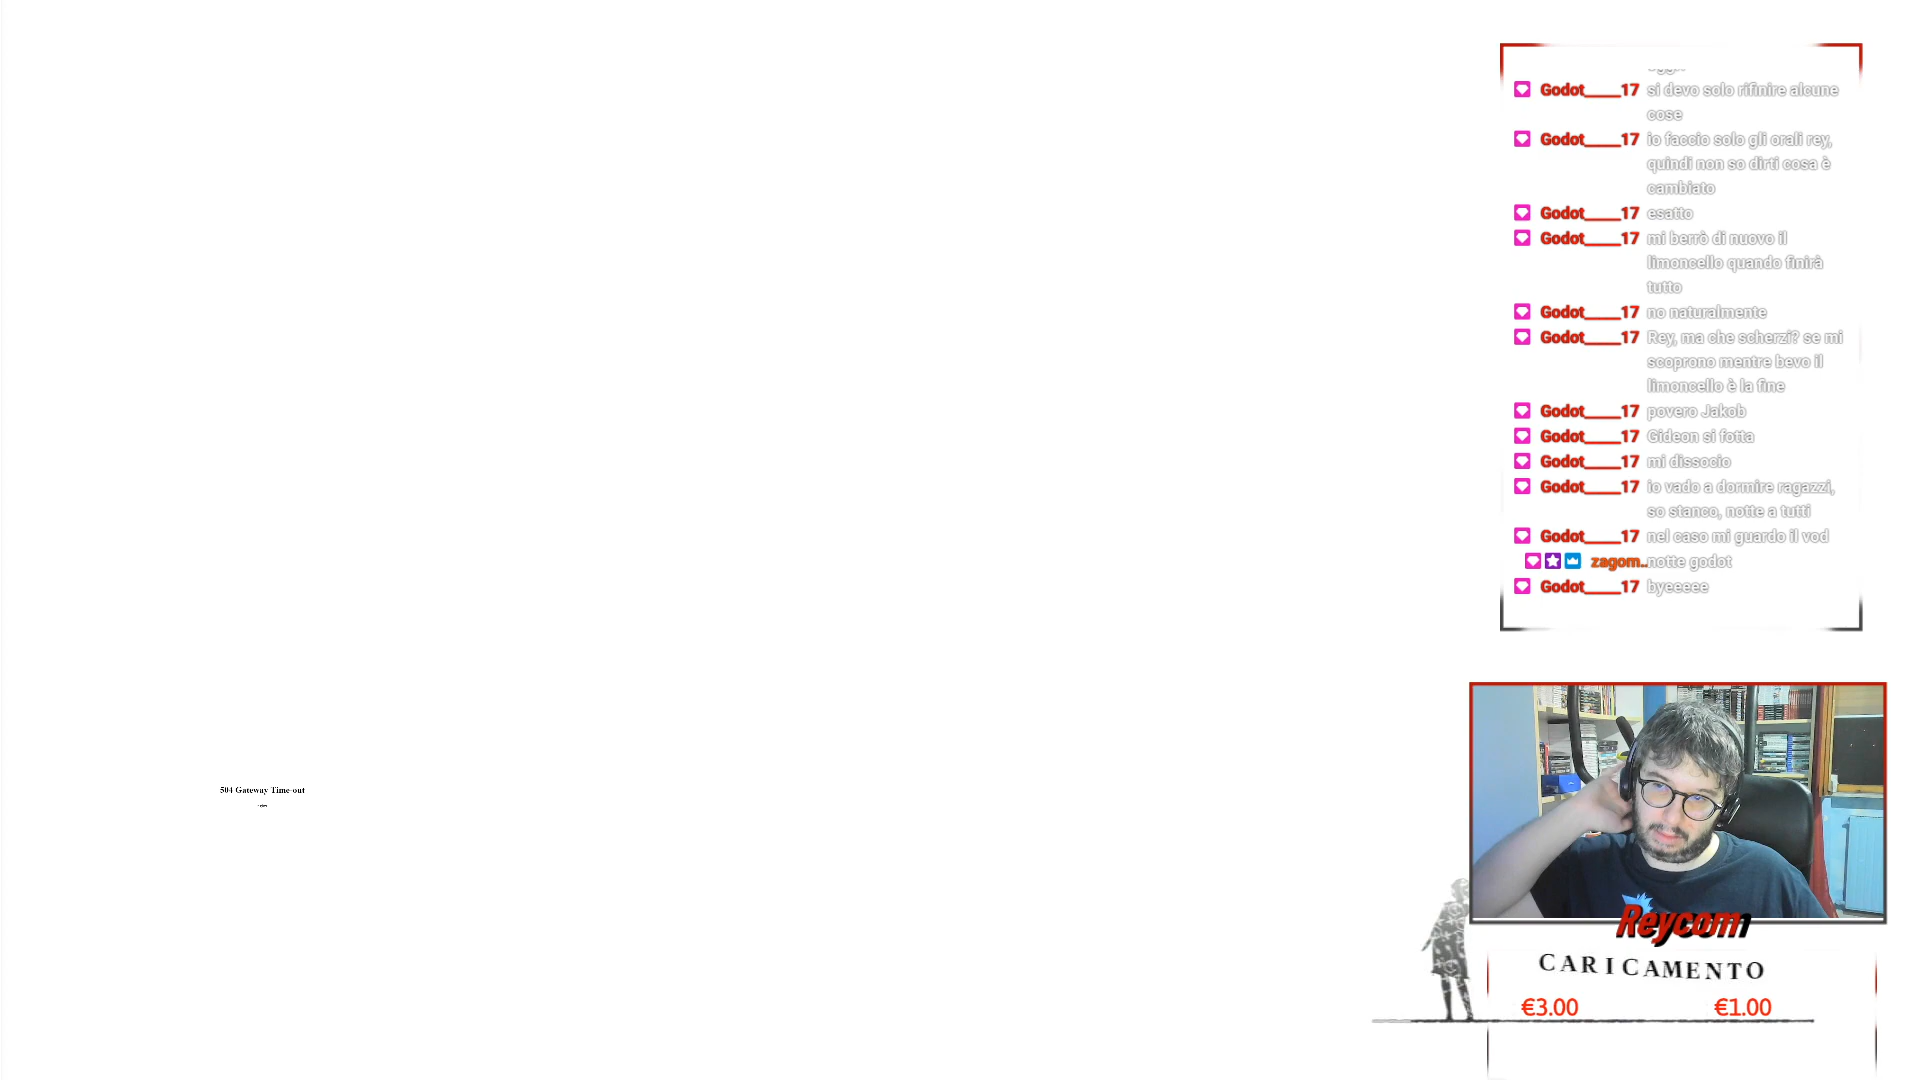 si devo solo rifinire alcune
cose
Godot____17
io faccio solo gli orali rey,
quindi non so dirti cosa è
cambiato
Godot____17
esatto
Godot____17
mi berrò di nuovo il
limoncello quando finirà
tutto
Godot____17
no naturalmente
Godot____17
Rey, ma che scherzi? se mi
scoprono mentre bevo il
limoncello è la fine
Godot____17
povero Jakob
Godot____17
Gideon si fotta
Godot____17
mi dissocio
Godot____17
io vado a dormire ragazzi,
so stanco, notte a tutti
Godot____17
nel caso mi guardo il vod
Godot____17
zagom..
notte godot
Godot____17
byeeeee
504 Gateway Time-out
Reycom
CARICAMENTO
€3.00
€1.00